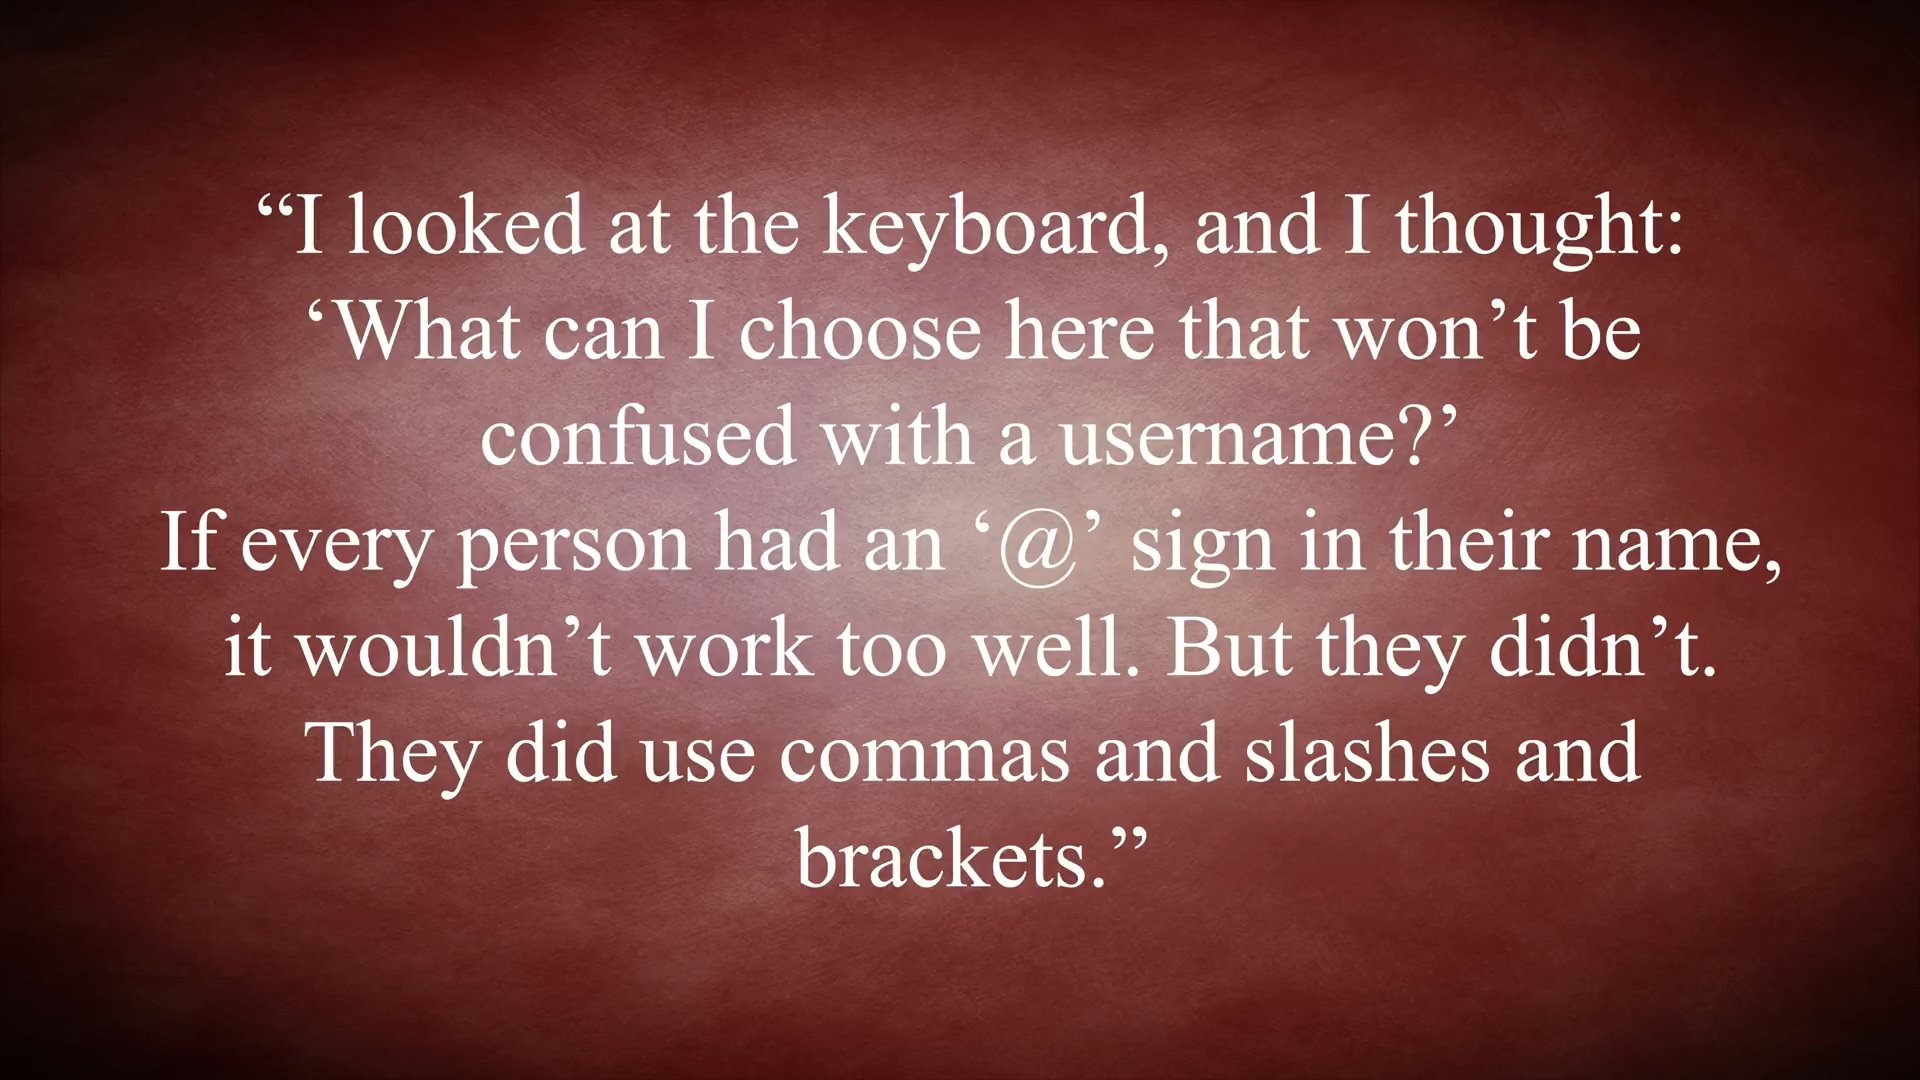 “I looked at the keyboard, and I thought:
‘What can I choose here that won’t be
confused with a username?’
If every person had an ‘@’ sign in their name,
it wouldn’t work too well. But they didn’t.
They did use commas and slashes and
brackets.”